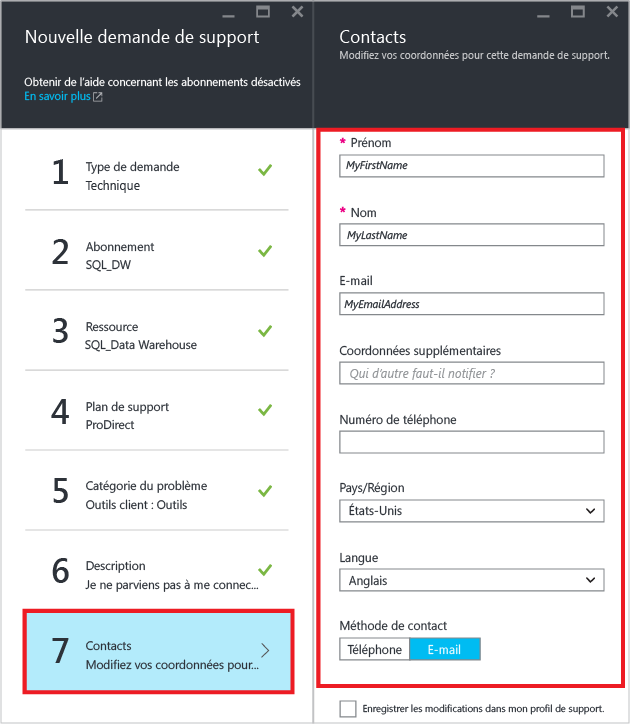 Nouvelle demande de support
Obtenir de l'aide concernant les abonnements désactivés
En savoir plus
1
Type de demande
Technique
2
Abonnement
SQL_DW
3
Ressource
SQL_Data Warehouse
4
Plan de support
ProDirect
5
Catégorie du problème
Outils client : Outils
6
Description
Je ne parviens pas à me connec...
7
Contacts
Modifiez vos coordonnées pour...
Contacts
Modifiez vos coordonnées pour cette demande de support.
* Prénom
MyFirstName
* Nom
MyLastName
E-mail
MyEmailAddress
Coordonnées supplémentaires
Qui d'autre faut-il notifier ?
Numéro de téléphone
Pays/Région
États-Unis
Langue
Anglais
Méthode de contact
Téléphone E-mail
Enregistrer les modifications dans mon profil de support.